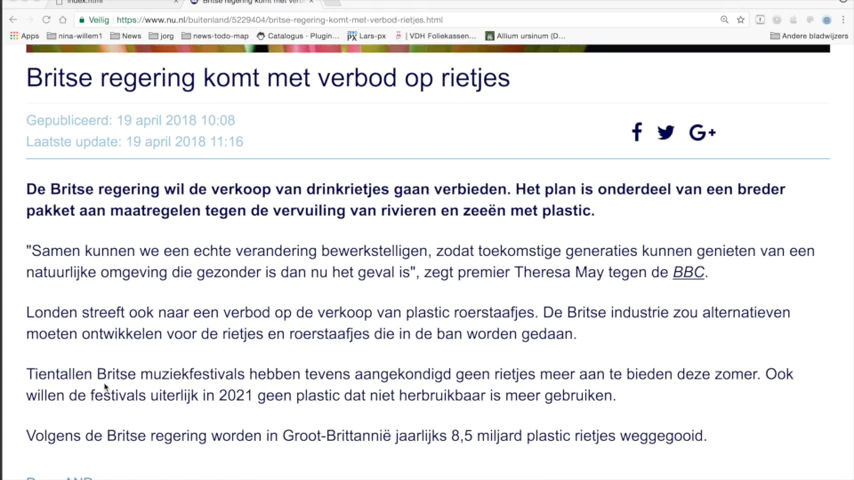 index.html
Britse regering komt met verb
Veilig https://www.nu.nl/buitenland/5229404/britse-regering-komt-met-verbod-rietjes.html
Apps nina-willem1 News jorg news-todo-map Catalogus - Plugin... Lars-px VDH Foliekassen... Allium ursinum (D... Andere bladwijzers
Britse regering komt met verbod op rietjes
Gepubliceerd: 19 april 2018 10:08
Laatste update: 19 april 2018 11:16
De Britse regering wil de verkoop van drinkrietjes gaan verbieden. Het plan is onderdeel van een breder
pakket aan maatregelen tegen de vervuiling van rivieren en zeeën met plastic.
"Samen kunnen we een echte verandering bewerkstelligen, zodat toekomstige generaties kunnen genieten van een
natuurlijke omgeving die gezonder is dan nu het geval is", zegt premier Theresa May tegen de BBC.
Londen streeft ook naar een verbod op de verkoop van plastic roerstaafjes. De Britse industrie zou alternatieven
moeten ontwikkelen voor de rietjes en roerstaafjes die in de ban worden gedaan.
Tientallen Britse muziekfestivals hebben tevens aangekondigd geen rietjes meer aan te bieden deze zomer. Ook
willen de festivals uiterlijk in 2021 geen plastic dat niet herbruikbaar is meer gebruiken.
Volgens de Britse regering worden in Groot-Brittannië jaarlijks 8,5 miljard plastic rietjes weggegooid.